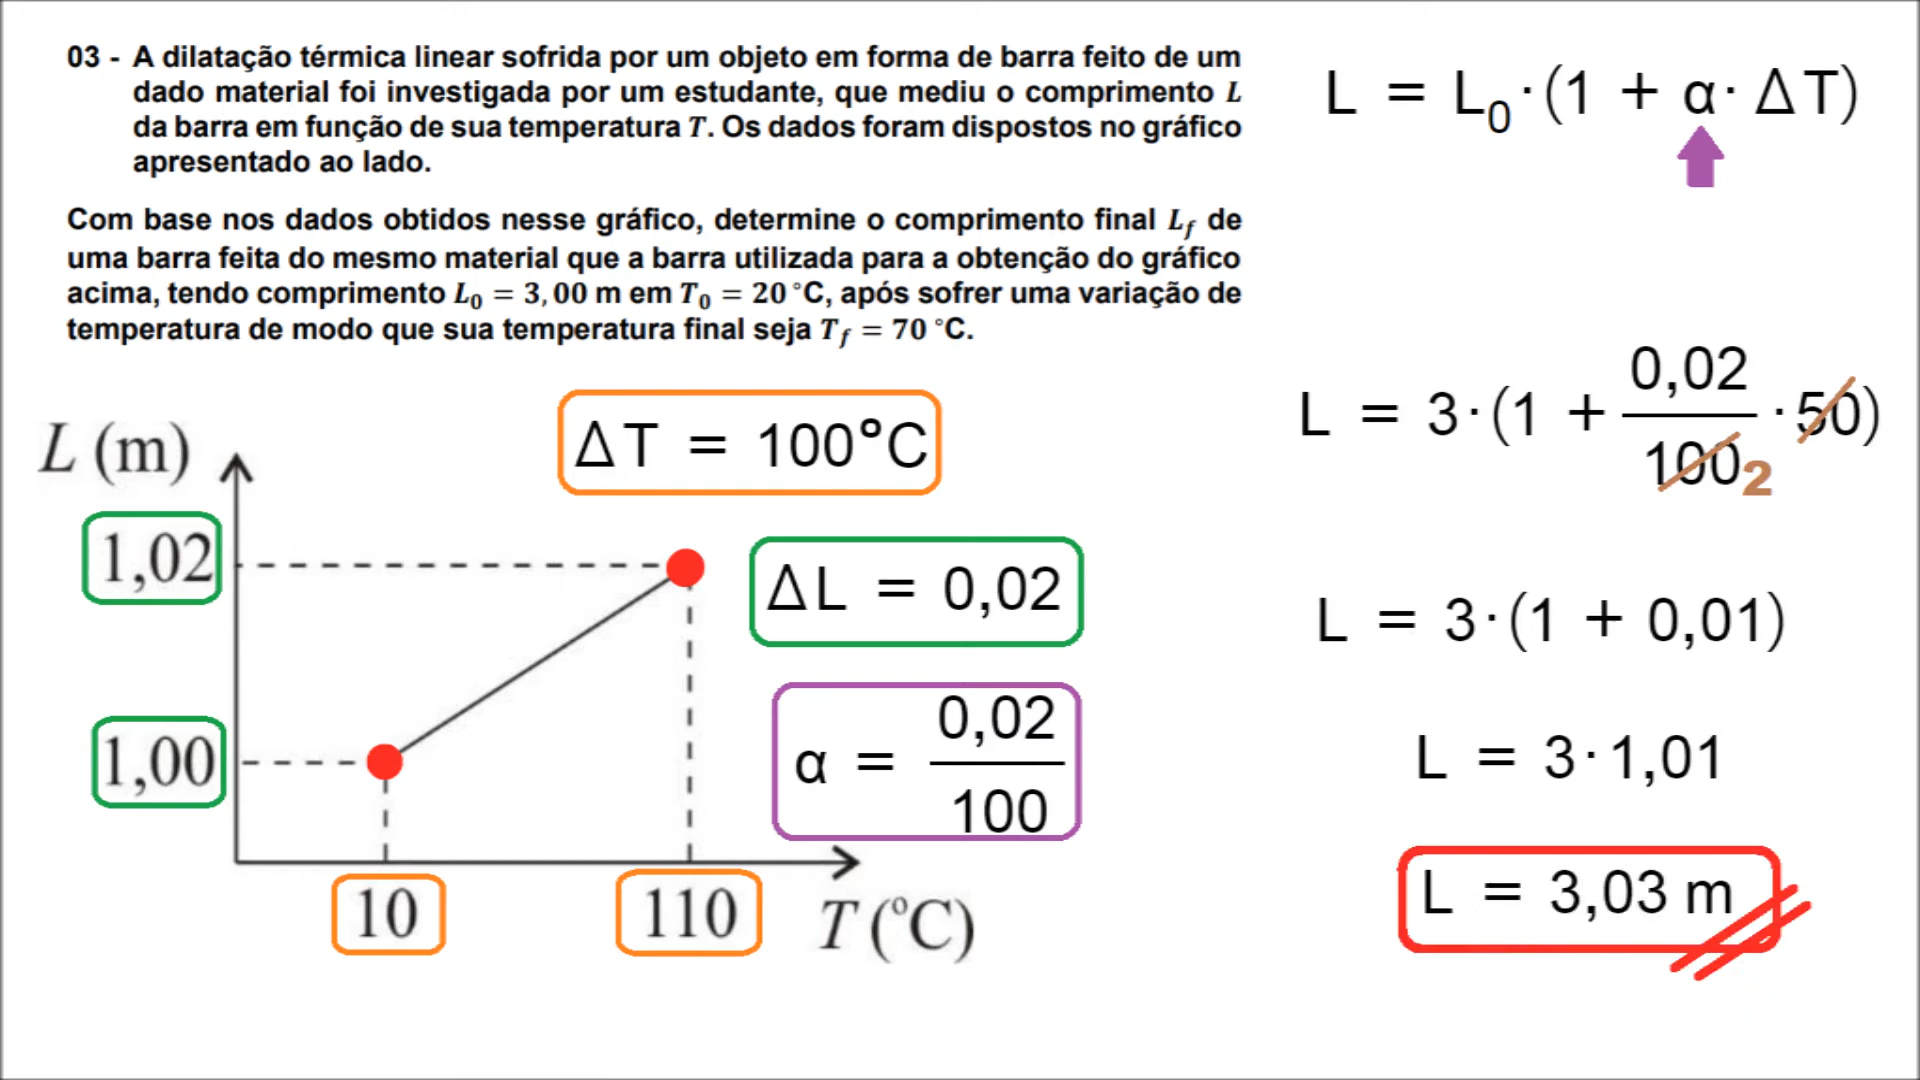 03 - A dilatação térmica linear sofrida por um objeto em forma de barra feito de um
dado material foi investigada por um estudante, que mediu o comprimento L
da barra em função de sua temperatura T. Os dados foram dispostos no gráfico
apresentado ao lado.
Com base nos dados obtidos nesse gráfico, determine o comprimento final L_f de
uma barra feita do mesmo material que a barra utilizada para a obtenção do gráfico
acima, tendo comprimento L₀ = 3,00 m em T₀ = 20 °C, após sofrer uma variação de
temperatura de modo que sua temperatura final seja T_f = 70 °C.
L (m)
1,02
1,00
10
110
T (°C)
ΔT = 100°C
ΔL = 0,02
α = 0,02/100
L = L₀·(1 + α·ΔT)
L = 3·(1 + 0,02/100 2 ·50)
L = 3·(1 + 0,01)
L = 3·1,01
L = 3,03 m